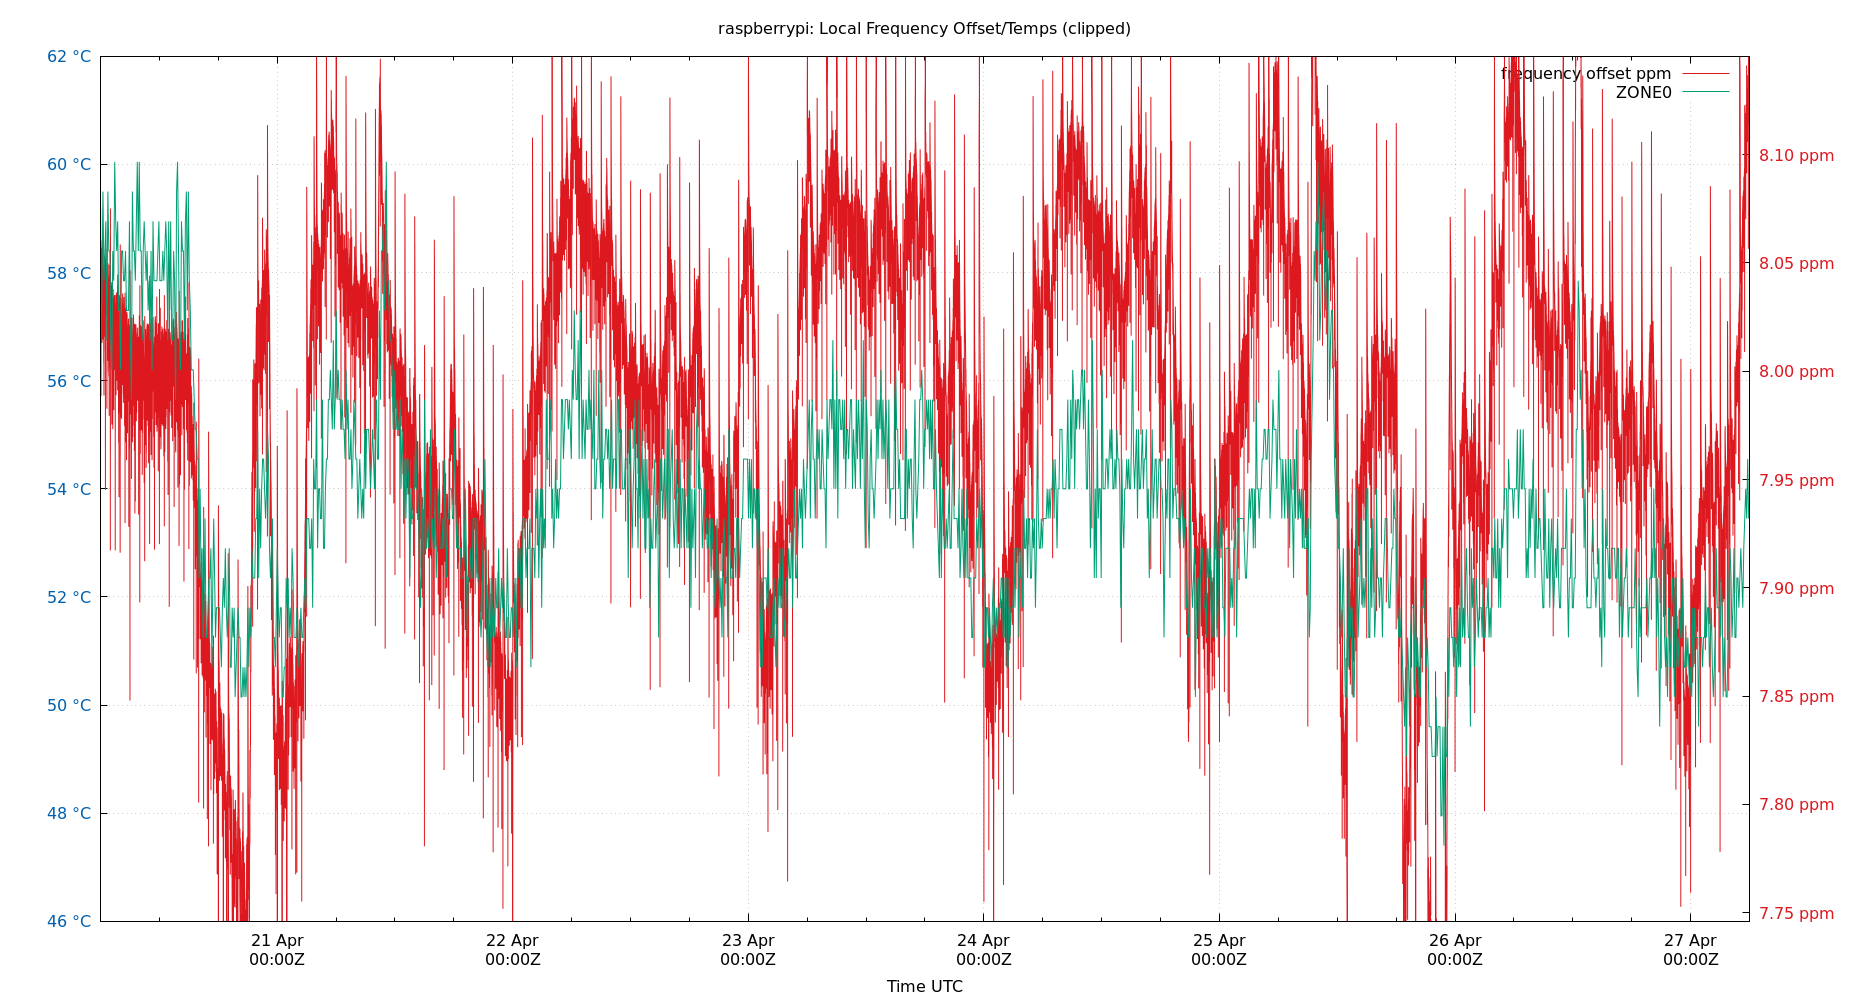 raspberrypi: Local Frequency Offset/Temps (clipped)
62 °C
60 °C
58 °C
56 °C
54 °C
52 °C
50 °C
48 °C
46 °C
frequency offset ppm
ZONE0
8.10 ppm
8.05 ppm
8.00 ppm
7.95 ppm
7.90 ppm
7.85 ppm
7.80 ppm
7.75 ppm
21 Apr
00:00Z
22 Apr
00:00Z
23 Apr
00:00Z
24 Apr
00:00Z
25 Apr
00:00Z
26 Apr
00:00Z
27 Apr
00:00Z
Time UTC